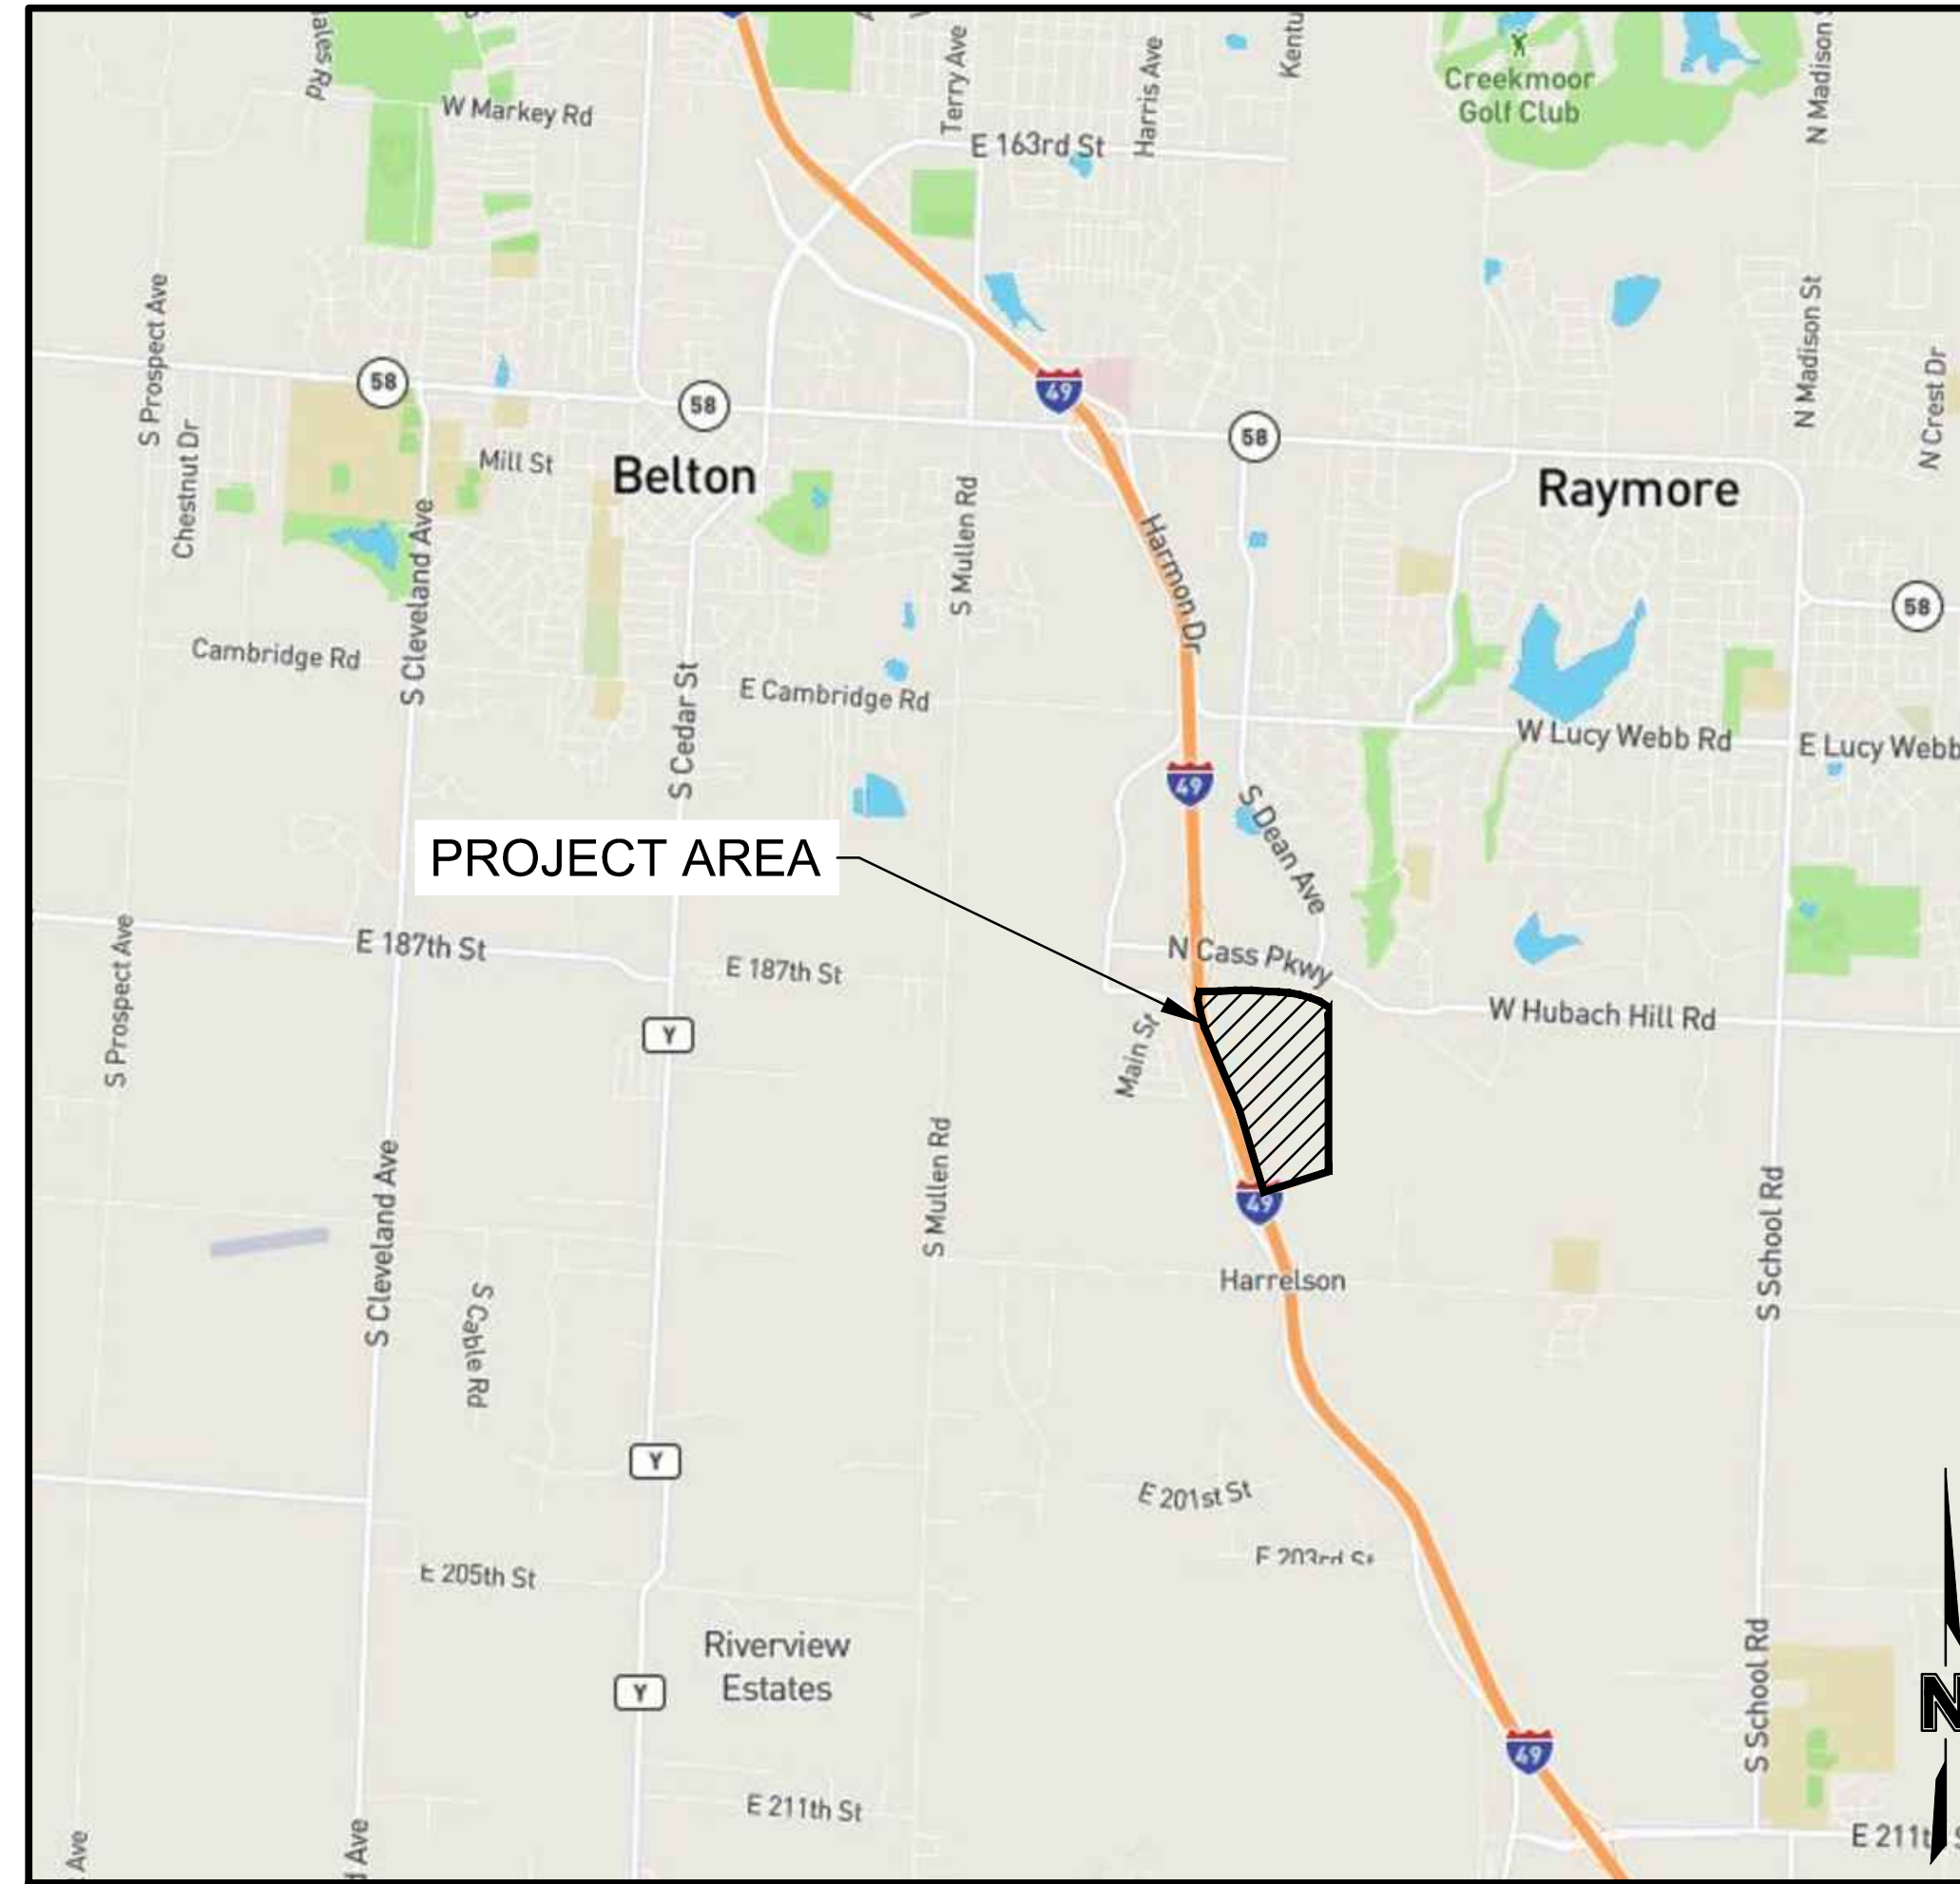 W Markey Rd
Terry Ave
Harris Ave
E 163rd St
Creekmoor
Golf Club
S Prospect Ave
N Madison St
N Crest Dr
58
58
49
58
Chestnut Dr
Mill St
Belton
Raymore
S Cleveland Ave
S Mullen Rd
Harmon Dr
58
Cambridge Rd
E Cambridge Rd
S Cedar St
W Lucy Webb Rd
E Lucy Webb
49
S Dean Ave
PROJECT AREA
S Prospect Ave
E 187th St
E 187th St
N Cass Pkwy
W Hubach Hill Rd
Y
Main St
S Mullen Rd
S Cleveland Ave
49
S School Rd
Harrelson
S Cable Rd
Y
E 201st St
E 205th St
Riverview
Estates
Y
S School Rd
N
49
E 211th St
Ave
Ave